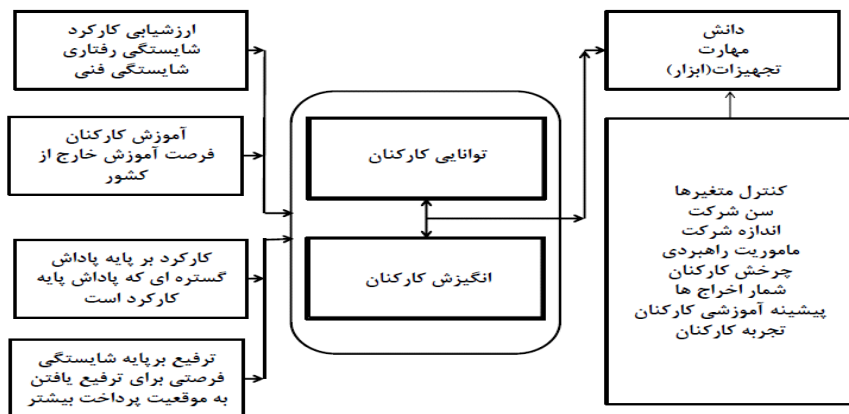 ارزشیابی کارکرد
شایستگی رفتاری
شایستگی فنی
آموزش کارکنان
فرصت آموزش خارج از
کشور
کارکرد بر پایه پاداش
گستره ای که پاداش پایه
کارکرد است
ترفیع برپایه شایستگی
فرصتی برای ترفیع یافتن
به موقعیت پرداخت بیشتر
توانایی کارکنان
انگیزش کارکنان
دانش
مهارت
تجهیزات(ابزار)
کنترل متغیرها
سن شرکت
اندازه شرکت
ماموریت راهبردی
چرخش کارکنان
شمار اخراج ها
پیشینه آموزشی کارکنان
تجربه کارکنان